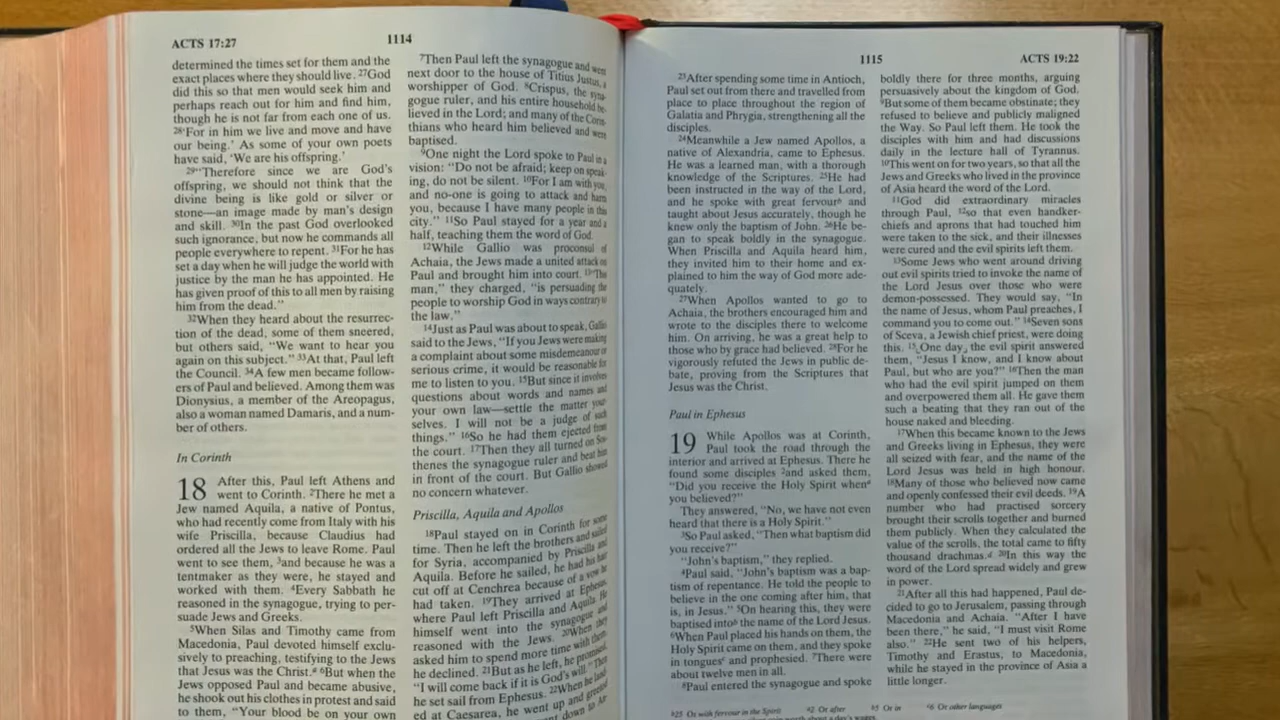 ACTS 17:27
1114
determined the times set for them and the
exact places where they should live. ²⁷God
did this so that men would seek him and
perhaps reach out for him and find him,
though he is not far from each one of us.
²⁸‘For in him we live and move and have
our being.’ As some of your own poets
have said, ‘We are his offspring.’
²⁹“Therefore since we are God's
offspring, we should not think that the
divine being is like gold or silver or
stone—an image made by man's design
and skill. ³⁰In the past God overlooked
such ignorance, but now he commands all
people everywhere to repent. ³¹For he has
set a day when he will judge the world with
justice by the man he has appointed. He
has given proof of this to all men by raising
him from the dead.”
³²When they heard about the resurrec-
tion of the dead, some of them sneered,
but others said, “We want to hear you
again on this subject.” ³³At that, Paul left
the Council. ³⁴A few men became follow-
ers of Paul and believed. Among them was
Dionysius, a member of the Areopagus,
also a woman named Damaris, and a num-
ber of others.
In Corinth
18 After this, Paul left Athens and
went to Corinth. ²There he met a
Jew named Aquila, a native of Pontus,
who had recently come from Italy with his
wife Priscilla, because Claudius had
ordered all the Jews to leave Rome. Paul
went to see them, ³and because he was a
tentmaker as they were, he stayed and
worked with them. ⁴Every Sabbath he
reasoned in the synagogue, trying to per-
suade Jews and Greeks.
⁵When Silas and Timothy came from
Macedonia, Paul devoted himself exclu-
sively to preaching, testifying to the Jews
that Jesus was the Christ.ᵃ ⁶But when the
Jews opposed Paul and became abusive,
he shook out his clothes in protest and said
to them, “Your blood be on your own
⁷Then Paul left the synagogue and went
next door to the house of Titius Justus, a
worshipper of God. ⁸Crispus, the syna-
gogue ruler, and his entire household be-
lieved in the Lord; and many of the Corin-
thians who heard him believed and were
baptised.
⁹One night the Lord spoke to Paul in a
vision: “Do not be afraid; keep on speak-
ing, do not be silent. ¹⁰For I am with you,
and no-one is going to attack and harm
you, because I have many people in this
city.” ¹¹So Paul stayed for a year and a
half, teaching them the word of God.
¹²While Gallio was proconsul of
Achaia, the Jews made a united attack on
Paul and brought him into court. ¹³“This
man,” they charged, “is persuading the
people to worship God in ways contrary to
the law.”
¹⁴Just as Paul was about to speak, Gallio
said to the Jews, “If you Jews were making
a complaint about some misdemeanour or
serious crime, it would be reasonable for
me to listen to you. ¹⁵But since it involves
questions about words and names and
your own law—settle the matter your-
selves. I will not be a judge of such
things.” ¹⁶So he had them ejected from
the court. ¹⁷Then they all turned on Sos-
thenes the synagogue ruler and beat him
in front of the court. But Gallio showed
no concern whatever.
Priscilla, Aquila and Apollos
¹⁸Paul stayed on in Corinth for some
time. Then he left the brothers and sailed
for Syria, accompanied by Priscilla and
Aquila. Before he sailed, he had his hair
cut off at Cenchrea because of a vow he
had taken. ¹⁹They arrived at Ephesus,
where Paul left Priscilla and Aquila. He
himself went into the synagogue and
reasoned with the Jews. ²⁰When they
asked him to spend more time with them,
he declined. ²¹But as he left, he promised,
“I will come back if it is God's will.” Then
he set sail from Ephesus. ²²When he landed
ed at Caesarea, he went up and greeted
went down to
1115
ACTS 19:22
²³After spending some time in Antioch,
Paul set out from there and travelled from
place to place throughout the region of
Galatia and Phrygia, strengthening all the
disciples.
²⁴Meanwhile a Jew named Apollos, a
native of Alexandria, came to Ephesus.
He was a learned man, with a thorough
knowledge of the Scriptures. ²⁵He had
been instructed in the way of the Lord,
and he spoke with great fervourᵇ and
taught about Jesus accurately, though he
knew only the baptism of John. ²⁶He be-
gan to speak boldly in the synagogue.
When Priscilla and Aquila heard him,
they invited him to their home and ex-
plained to him the way of God more ade-
quately.
²⁷When Apollos wanted to go to
Achaia, the brothers encouraged him and
wrote to the disciples there to welcome
him. On arriving, he was a great help to
those who by grace had believed. ²⁸For he
vigorously refuted the Jews in public de-
bate, proving from the Scriptures that
Jesus was the Christ.
Paul in Ephesus
19 While Apollos was at Corinth,
Paul took the road through the
interior and arrived at Ephesus. There he
found some disciples ²and asked them,
“Did you receive the Holy Spirit whenᵃ
you believed?”
They answered, “No, we have not even
heard that there is a Holy Spirit.”
³So Paul asked, “Then what baptism did
you receive?”
“John's baptism,” they replied.
⁴Paul said, “John's baptism was a bap-
tism of repentance. He told the people to
believe in the one coming after him, that
is, in Jesus.” ⁵On hearing this, they were
baptised intoᵇ the name of the Lord Jesus.
⁶When Paul placed his hands on them, the
Holy Spirit came on them, and they spoke
in tonguesᶜ and prophesied. ⁷There were
about twelve men in all.
⁸Paul entered the synagogue and spoke
boldly there for three months, arguing
persuasively about the kingdom of God.
⁹But some of them became obstinate; they
refused to believe and publicly maligned
the Way. So Paul left them. He took the
disciples with him and had discussions
daily in the lecture hall of Tyrannus.
¹⁰This went on for two years, so that all the
Jews and Greeks who lived in the province
of Asia heard the word of the Lord.
¹¹God did extraordinary miracles
through Paul, ¹²so that even handker-
chiefs and aprons that had touched him
were taken to the sick, and their illnesses
were cured and the evil spirits left them.
¹³Some Jews who went around driving
out evil spirits tried to invoke the name of
the Lord Jesus over those who were
demon-possessed. They would say, “In
the name of Jesus, whom Paul preaches, I
command you to come out.” ¹⁴Seven sons
of Sceva, a Jewish chief priest, were doing
this. ¹⁵One day, the evil spirit answered
them, “Jesus I know, and I know about
Paul, but who are you?” ¹⁶Then the man
who had the evil spirit jumped on them
and overpowered them all. He gave them
such a beating that they ran out of the
house naked and bleeding.
¹⁷When this became known to the Jews
and Greeks living in Ephesus, they were
all seized with fear, and the name of the
Lord Jesus was held in high honour.
¹⁸Many of those who believed now came
and openly confessed their evil deeds. ¹⁹A
number who had practised sorcery
brought their scrolls together and burned
them publicly. When they calculated the
value of the scrolls, the total came to fifty
thousand drachmas.ᵈ ²⁰In this way the
word of the Lord spread widely and grew
in power.
²¹After all this had happened, Paul de-
cided to go to Jerusalem, passing through
Macedonia and Achaia. “After I have
been there,” he said, “I must visit Rome
also.” ²²He sent two of his helpers,
Timothy and Erastus, to Macedonia,
while he stayed in the province of Asia a
little longer.
ᵇ25 Or with fervour in the Spirit ᵃ2 Or after ᵇ5 Or in ᶜ6 Or other languages